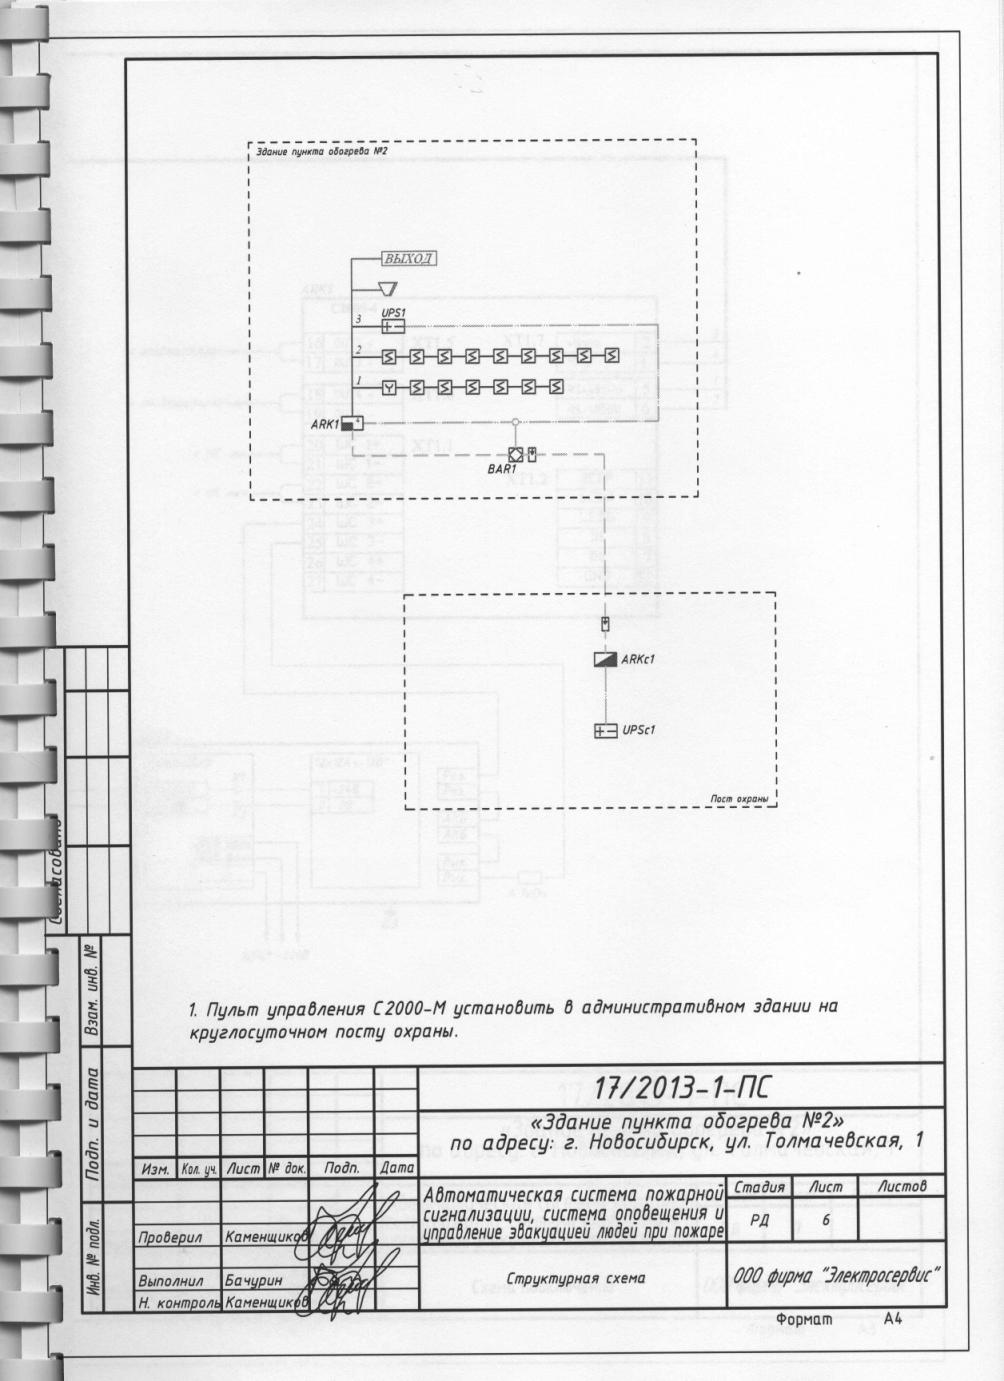 Здание пункта обогрева №2
ВЫХОД
UPS1
3
2
1
ARK1
BAR1
ARKc1
UPSc1
Пост охраны
1. Пульт управления С2000-М установить в административном здании на
круглосуточном посту охраны.
Согласовано
Взам. инв. №
Подп. и дата
Инв. № подл.
17/2013-1-ПС
«Здание пункта обогрева №2»
по адресу: г. Новосибирск, ул. Толмачевская, 1
Изм. Кол. уч. Лист № док. Подп. Дата
Автоматическая система пожарной
сигнализации, система оповещения и
управление эвакуацией людей при пожаре
Стадия Лист Листов
РД 6
Проверил Каменщиков
Выполнил Бачурин
Н. контроль Каменщиков
Структурная схема
ООО фирма "Электросервис"
Формат А4